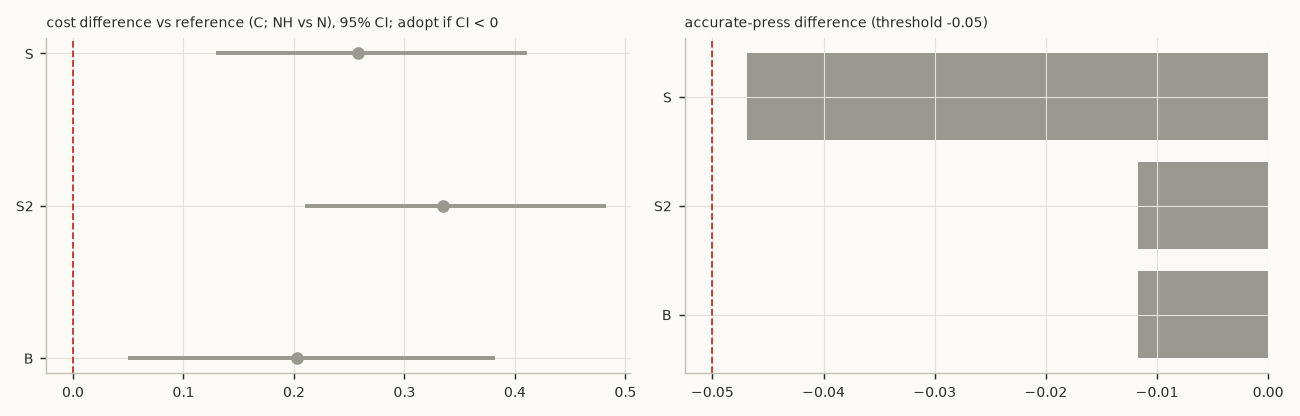 cost difference vs reference (C; NH vs N), 95% CI; adopt if CI < 0
S
S2
B
0.0 0.1 0.2 0.3 0.4 0.5
accurate-press difference (threshold -0.05)
S
S2
B
−0.05 −0.04 −0.03 −0.02 −0.01 0.00